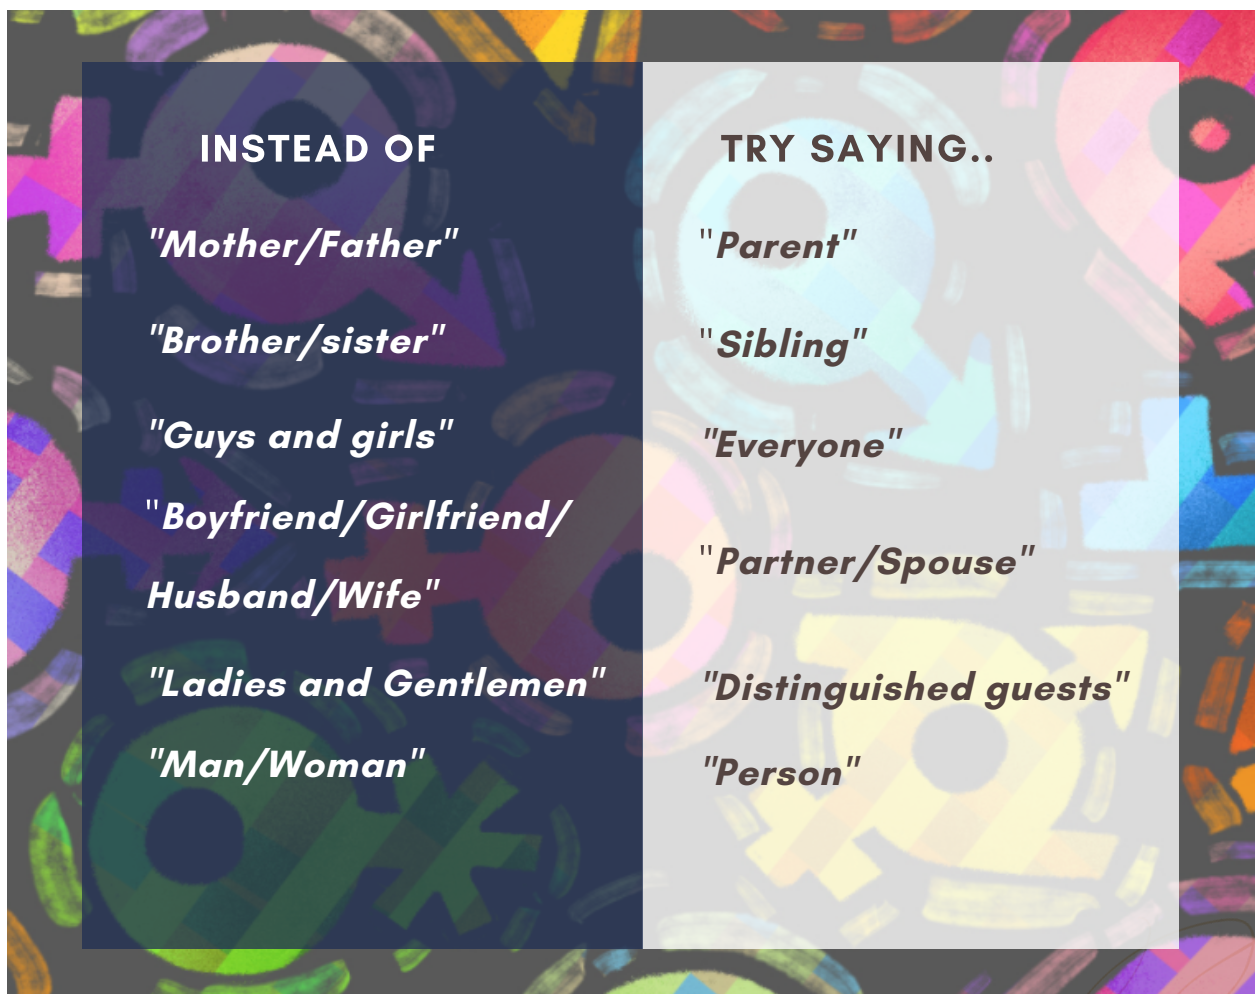 INSTEAD OF
"Mother/Father"
"Brother/sister"
"Guys and girls"
"Boyfriend/Girlfriend/
Husband/Wife"
"Ladies and Gentlemen"
"Man/Woman"
TRY SAYING..
"Parent"
"Sibling"
"Everyone"
"Partner/Spouse"
"Distinguished guests"
"Person"